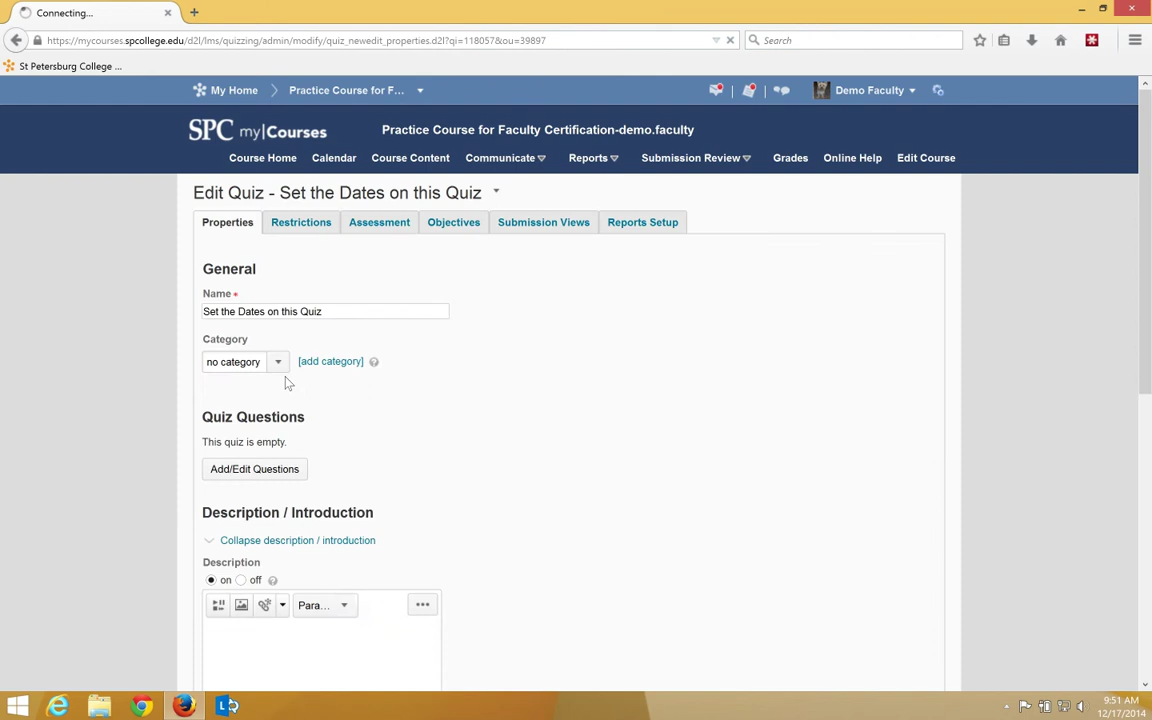 Connecting...
https://mycourses.spcollege.edu/d2l/lms/quizzing/admin/modify/quiz_newedit_properties.d2l?qi=118057&ou=39897
Search
St Petersburg College ...
My Home
Practice Course for F...
Demo Faculty
SPC my|Courses
Practice Course for Faculty Certification-demo.faculty
Course Home
Calendar
Course Content
Communicate
Reports
Submission Review
Grades
Online Help
Edit Course
Edit Quiz - Set the Dates on this Quiz
Properties
Restrictions
Assessment
Objectives
Submission Views
Reports Setup
General
Name *
Set the Dates on this Quiz
Category
no category
[add category]
Quiz Questions
This quiz is empty.
Add/Edit Questions
Description / Introduction
Collapse description / introduction
Description
on off
Para...
9:51 AM
12/17/2014